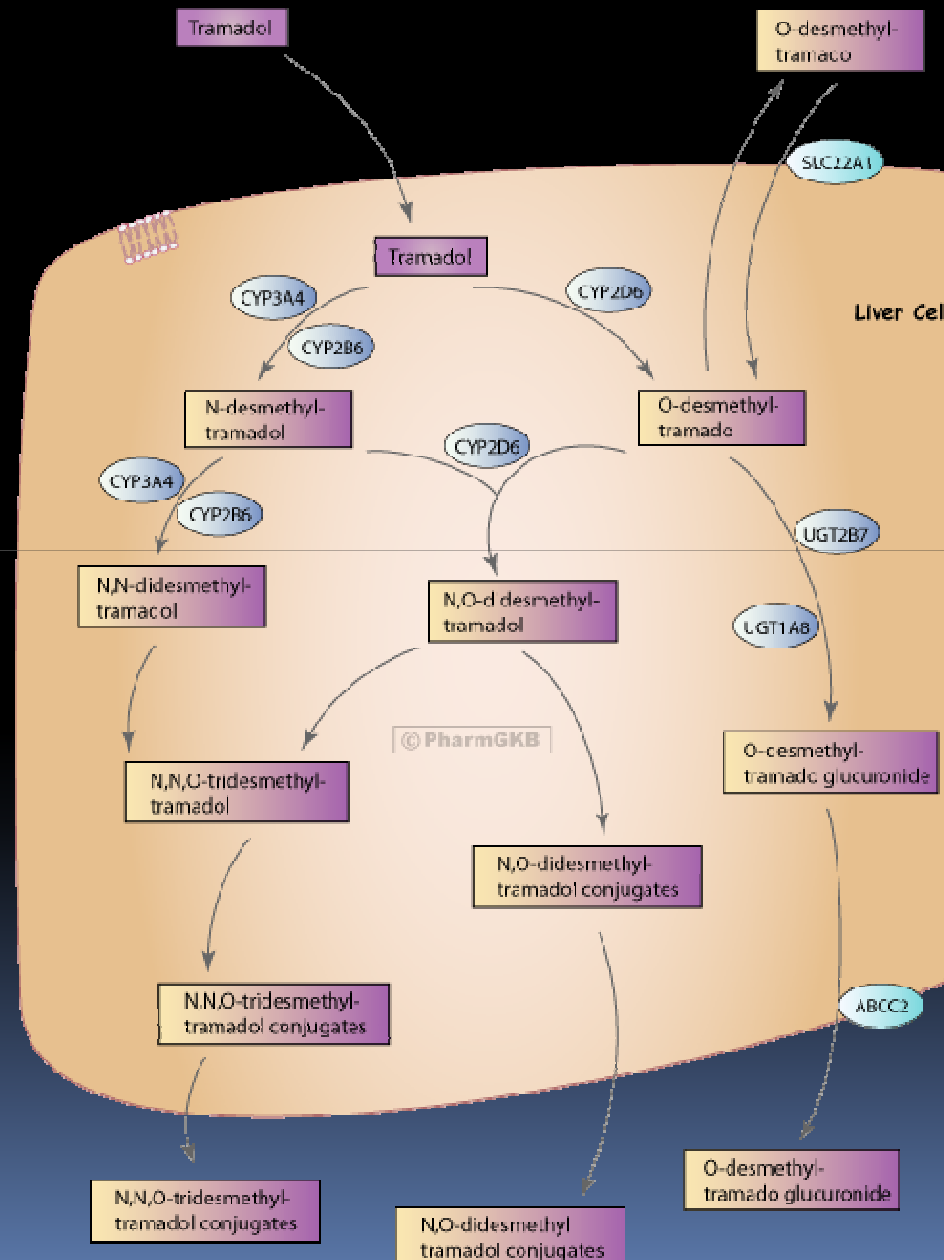 Tramadol
O-desmethyl-
tramado
SLC22A1
Tramadol
CYP3A4
CYP2D6
Liver Cel
CYP2B6
N-desmethyl-
tramadol
O-desmethyl-
tramado
CYP2D6
CYP3A4
CYP2B6
UGT2B7
N,N-didesmethyl-
tramadol
N,O-d desmethyl-
tramadol
UGT1A8
© PharmGKB
O-desmethyl-
tramado glucuronide
N,N,O-tridesmethyl-
tramadol
N,O-didesmethyl-
tramadol conjugates
N,N,O-tridesmethyl-
tramadol conjugates
ABCC2
O-desmethyl-
tramado glucuronide
N,N,O-tridesmethyl-
tramadol conjugates
N,O-didesmethyl
tramadol conjugates